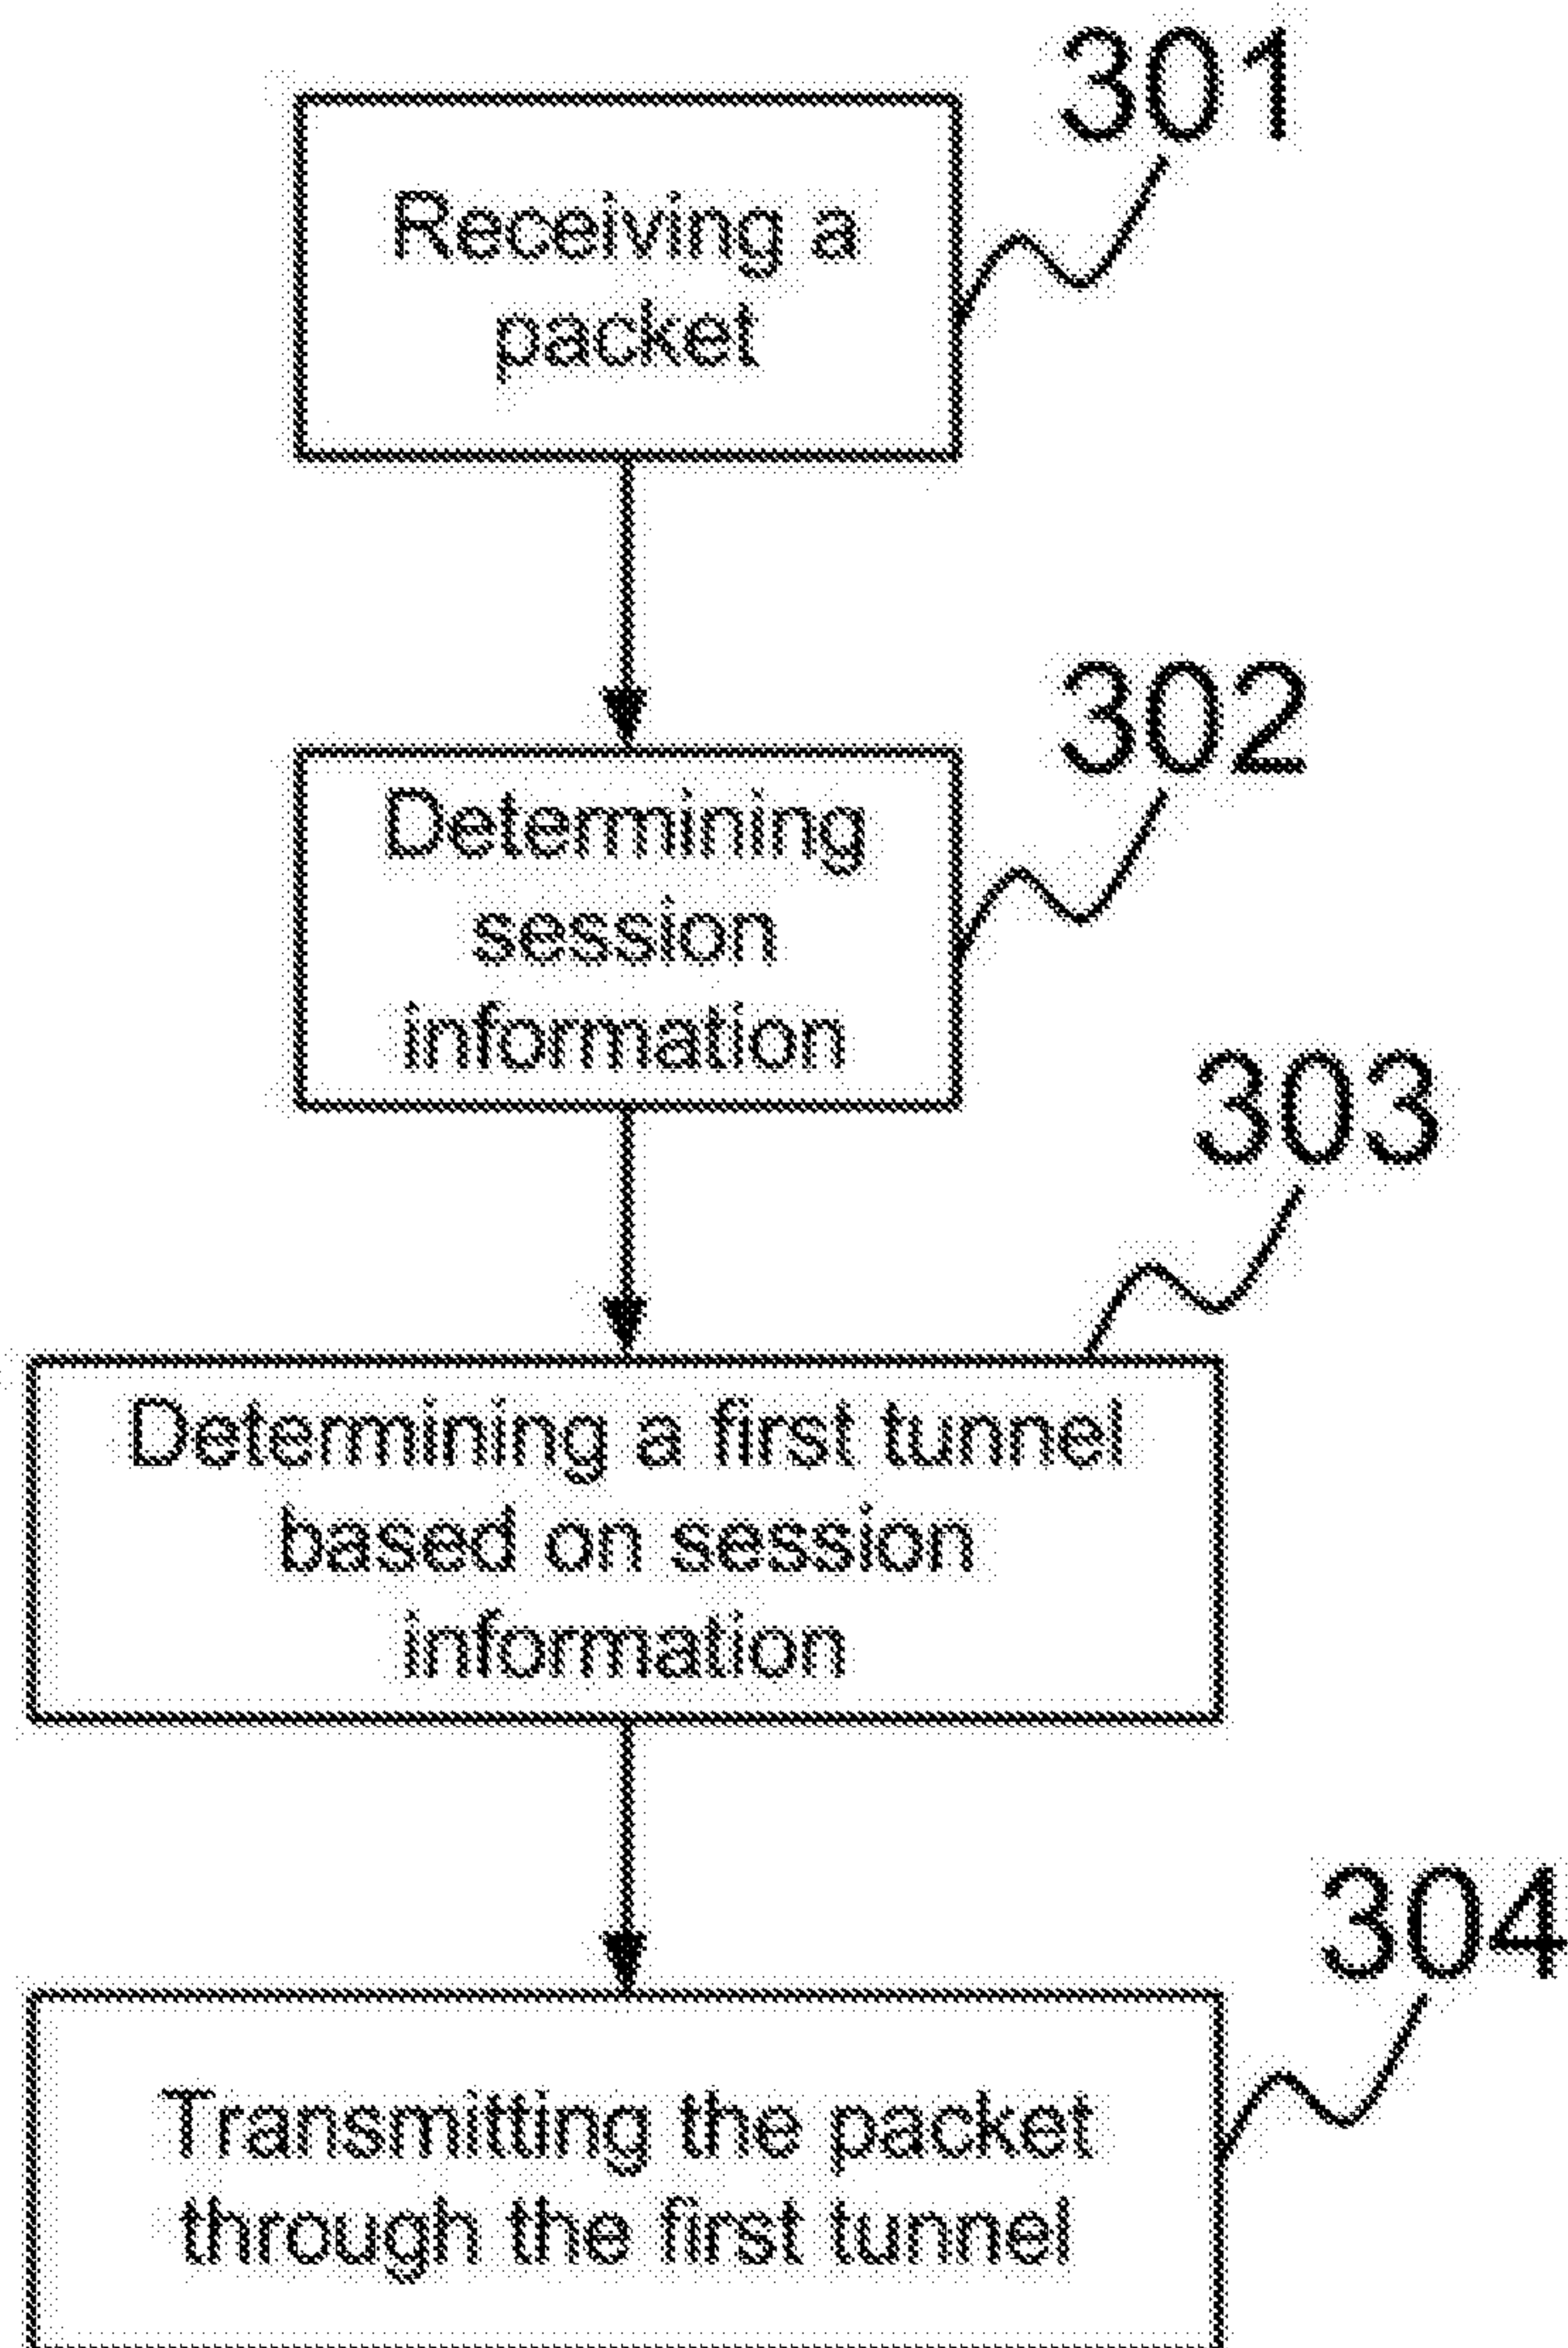 301
Receiving a
packet
302
Determining
session
information
303
Determining a first tunnel
based on session
information
304
Transmitting the packet
through the first tunnel